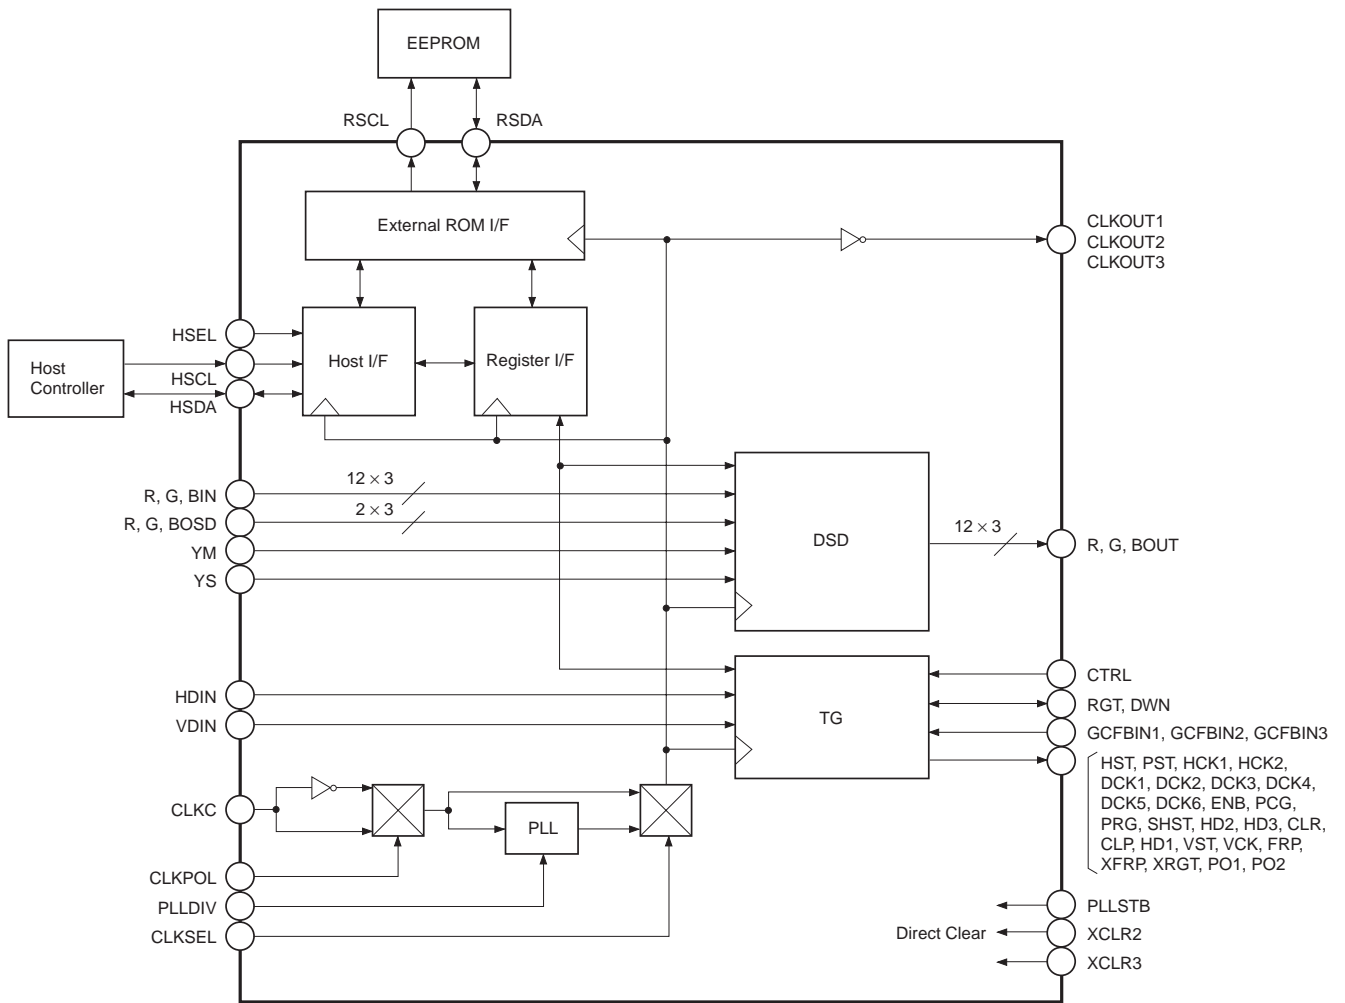 EEPROM
RSCL
RSDA
External ROM I/F
CLKOUT1
CLKOUT2
CLKOUT3
HSEL
Host
Controller
HSCL
HSDA
Host I/F
Register I/F
12 × 3
R, G, BIN
2 × 3
R, G, BOSD
YM
YS
DSD
12 × 3
R, G, BOUT
HDIN
VDIN
TG
CTRL
RGT, DWN
GCFBIN1, GCFBIN2, GCFBIN3
HST, PST, HCK1, HCK2,
DCK1, DCK2, DCK3, DCK4,
DCK5, DCK6, ENB, PCG,
PRG, SHST, HD2, HD3, CLR,
CLP, HD1, VST, VCK, FRP,
XFRP, XRGT, PO1, PO2
CLKC
PLL
CLKPOL
PLLDIV
CLKSEL
PLLSTB
Direct Clear
XCLR2
XCLR3